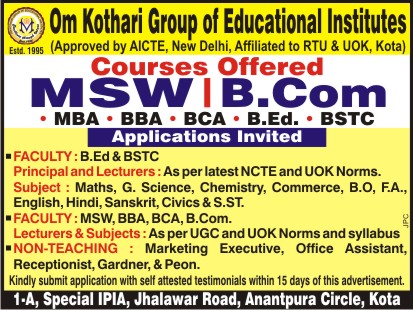 Om Kothari Group of Educational Institutes
Estd. 1995
(Approved by AICTE, New Delhi, Affiliated to RTU & UOK, Kota)
Courses Offered
MSW | B.Com
• MBA • BBA • BCA • B.Ed. • BSTC
Applications Invited
▪ FACULTY : B.Ed & BSTC
Principal and Lecturers : As per latest NCTE and UOK Norms.
Subject : Maths, G. Science, Chemistry, Commerce, B.O, F.A.,
English, Hindi, Sanskrit, Civics & S.ST.
▪ FACULTY : MSW, BBA, BCA, B.Com.
Lecturers & Subjects : As per UGC and UOK Norms and syllabus
▪ NON-TEACHING : Marketing Executive, Office Assistant,
Receptionist, Gardner, & Peon.
JPC
Kindly submit application with self attested testimonials within 15 days of this advertisement.
1-A, Special IPIA, Jhalawar Road, Anantpura Circle, Kota